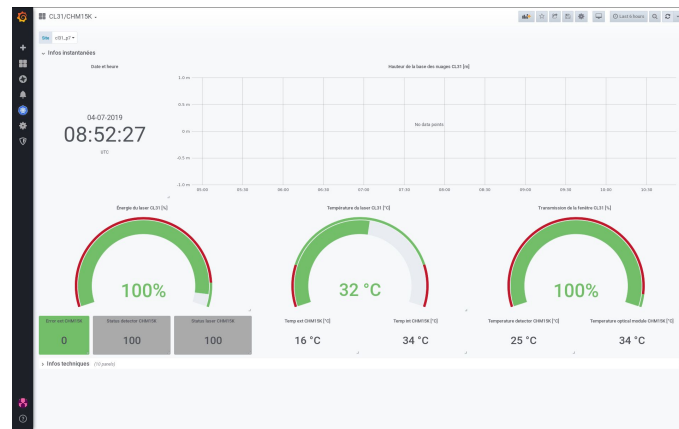 CL31/CHM15K
Last 6 hours
Site
Infos instantanées
Date et heure
04-07-2019
08:52:27
UTC
Hauteur de la base des nuages CL31 [m]
1.0 m
0.5 m
0 m
-0.5 m
-1.0 m
No data points
05:00 05:30 06:00 06:30 07:00 07:30 08:00 08:30 09:00 09:30 10:00 10:30
Énergie du laser CL31 [%]
100%
Température du laser CL31 [°C]
32 °C
Transmission de la fenêtre CL31 [%]
100%
Error ext CHM15K
0
Status detector CHM15K
100
Status laser CHM15K
100
Temp ext CHM15K [°C]
16 °C
Temp int CHM15K [°C]
34 °C
Temperature detector CHM15K [°C]
25 °C
Temperature optical module CHM15K [°C]
34 °C
Infos techniques (10 panels)